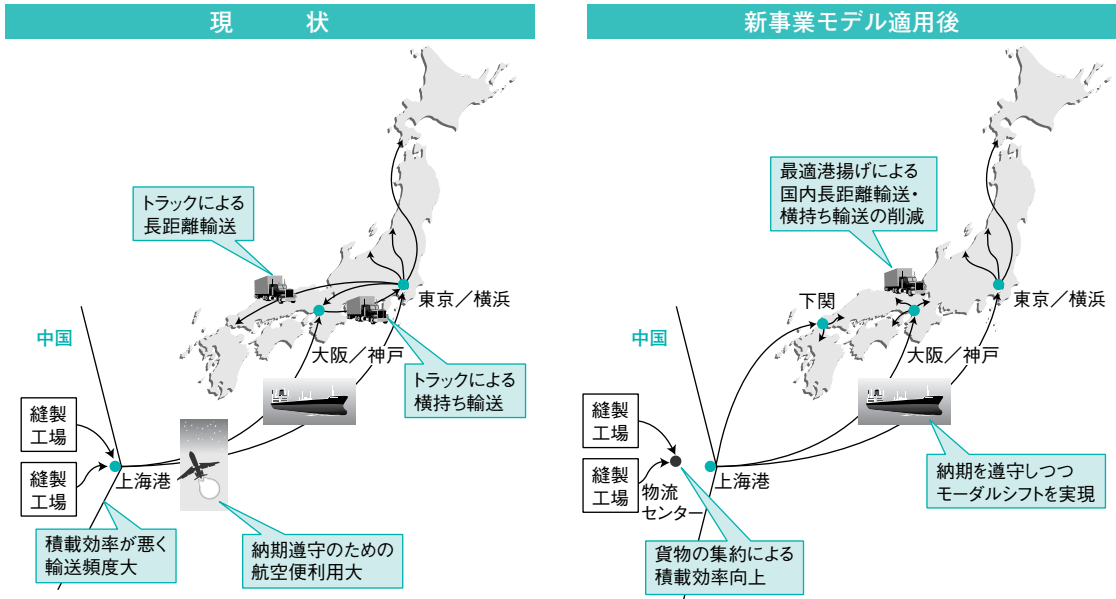 現　状
トラックによる
長距離輸送
東京／横浜
中国
大阪／神戸
トラックによる
横持ち輸送
縫製
工場
縫製
工場
上海港
積載効率が悪く
輸送頻度大
納期遵守のための
航空便利用大
新事業モデル適用後
最適港揚げによる
国内長距離輸送・
横持ち輸送の削減
下関
東京／横浜
中国
大阪／神戸
縫製
工場
縫製
工場
物流
センター
上海港
納期を遵守しつつ
モーダルシフトを実現
貨物の集約による
積載効率向上